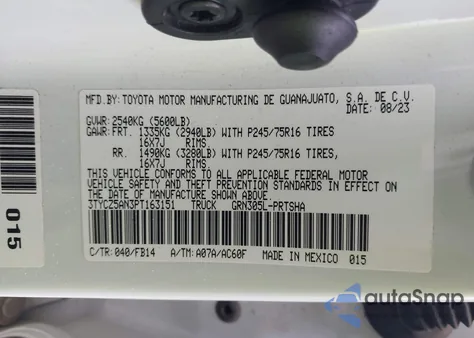 MFD.BY:TOYOTA MOTOR MANUFACTURING DE GUANAJUATO, S.A. DE C.V.
DATE: 08/23
GVWR: 2540KG (5600LB)
GAWR:FRT. 1335KG (2940LB) WITH P245/75R16 TIRES
16X7J RIMS.
RR. 1490KG (3280LB) WITH P245/75R16 TIRES,
16X7J RIMS.
THIS VEHICLE CONFORMS TO ALL APPLICABLE FEDERAL MOTOR
VEHICLE SAFETY AND THEFT PREVENTION STANDARDS IN EFFECT
ON THE DATE OF MANUFACTURE SHOWN ABOVE
3TYCZ5AN3PT163151 TRUCK GRN305L-PRTSHA
C/TR:040/FB14 A/TM:A07A/AC60F MADE IN MEXICO 015
015
autoSnap